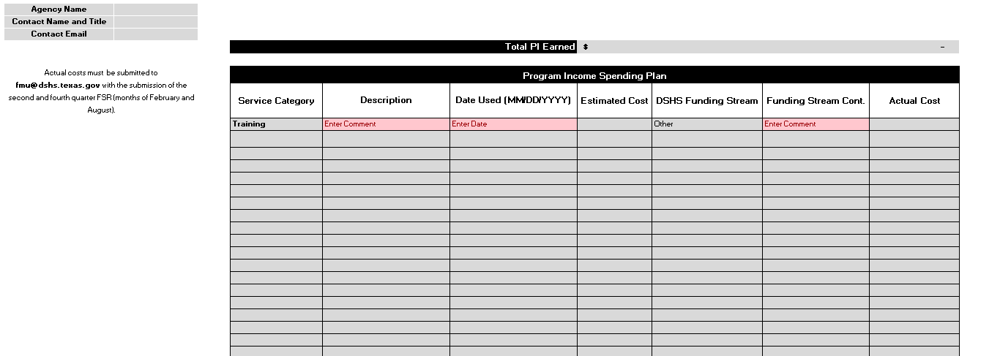 Agency Name
Contact Name and Title
Contact Email
Actual costs must be submitted to
fmu@dshs.texas.gov with the submission of the
second and fourth quarter FSR (months of February and
August).
Total PI Earned $ -
Program Income Spending Plan
Service Category Description Date Used (MM/DD/YYYY) Estimated Cost DSHS Funding Stream Funding Stream Cont. Actual Cost
Training Enter Comment Enter Date Other Enter Comment